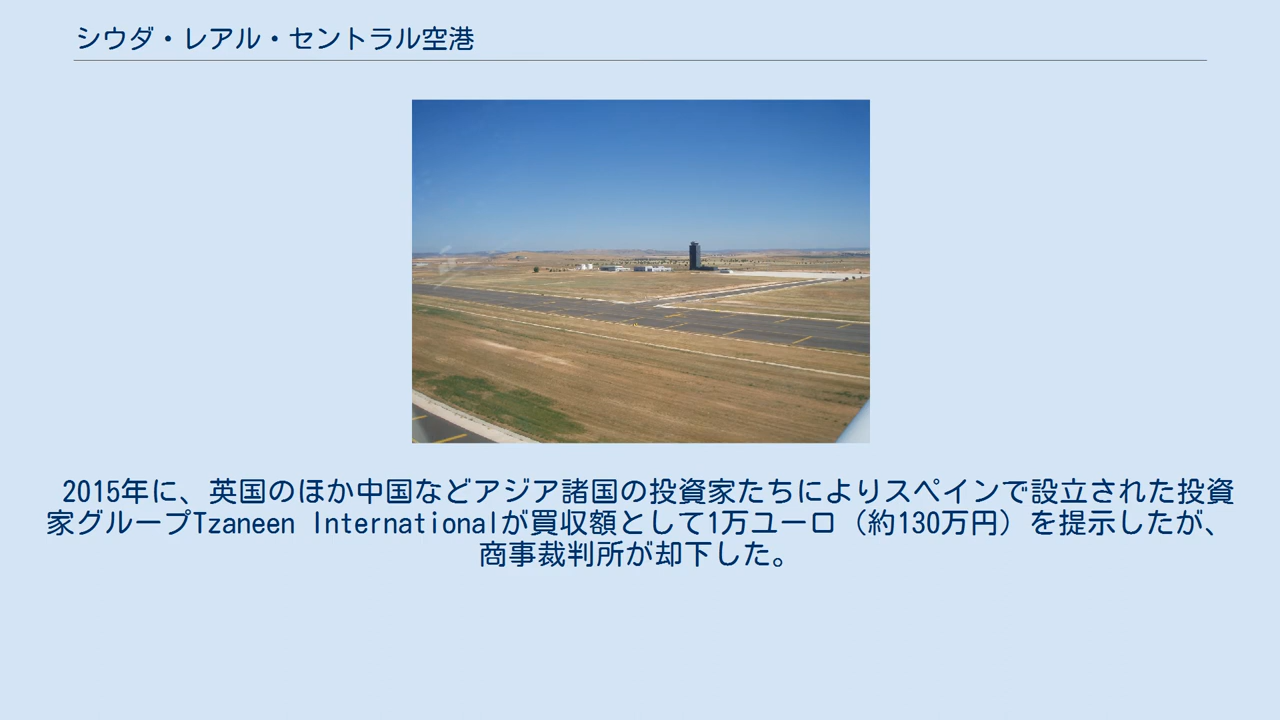 シウダ・レアル・セントラル空港
2015年に、英国のほか中国などアジア諸国の投資家たちによりスペインで設立された投資
家グループTzaneen Internationalが買収額として1万ユーロ（約130万円）を提示したが、
商事裁判所が却下した。